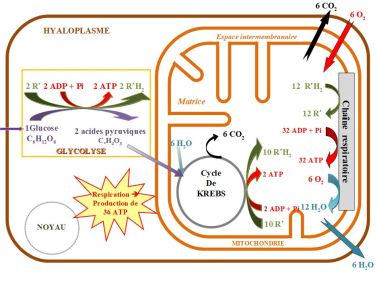 6 CO₂
6 O₂
HYALOPLASME
Espace intermembranaire
2 R' 2 ADP + Pi 2 ATP 2 R'H₂
12 R'H₂
12 R'
Matrice
1Glucose
C₆H₁₂O₆
2 acides pyruviques
C₃H₄O₃
GLYCOLYSE
6 CO₂
6 H₂O
32 ADP + Pi
32 ATP
Chaîne respiratoire
10 R'H₂
Cycle
De
KREBS
2 ATP
6 O₂
12 H₂O
2 ADP + Pi
10 R'
Respiration →
Production de
36 ATP
NOYAU
MITOCHONDRIE
6 H₂O